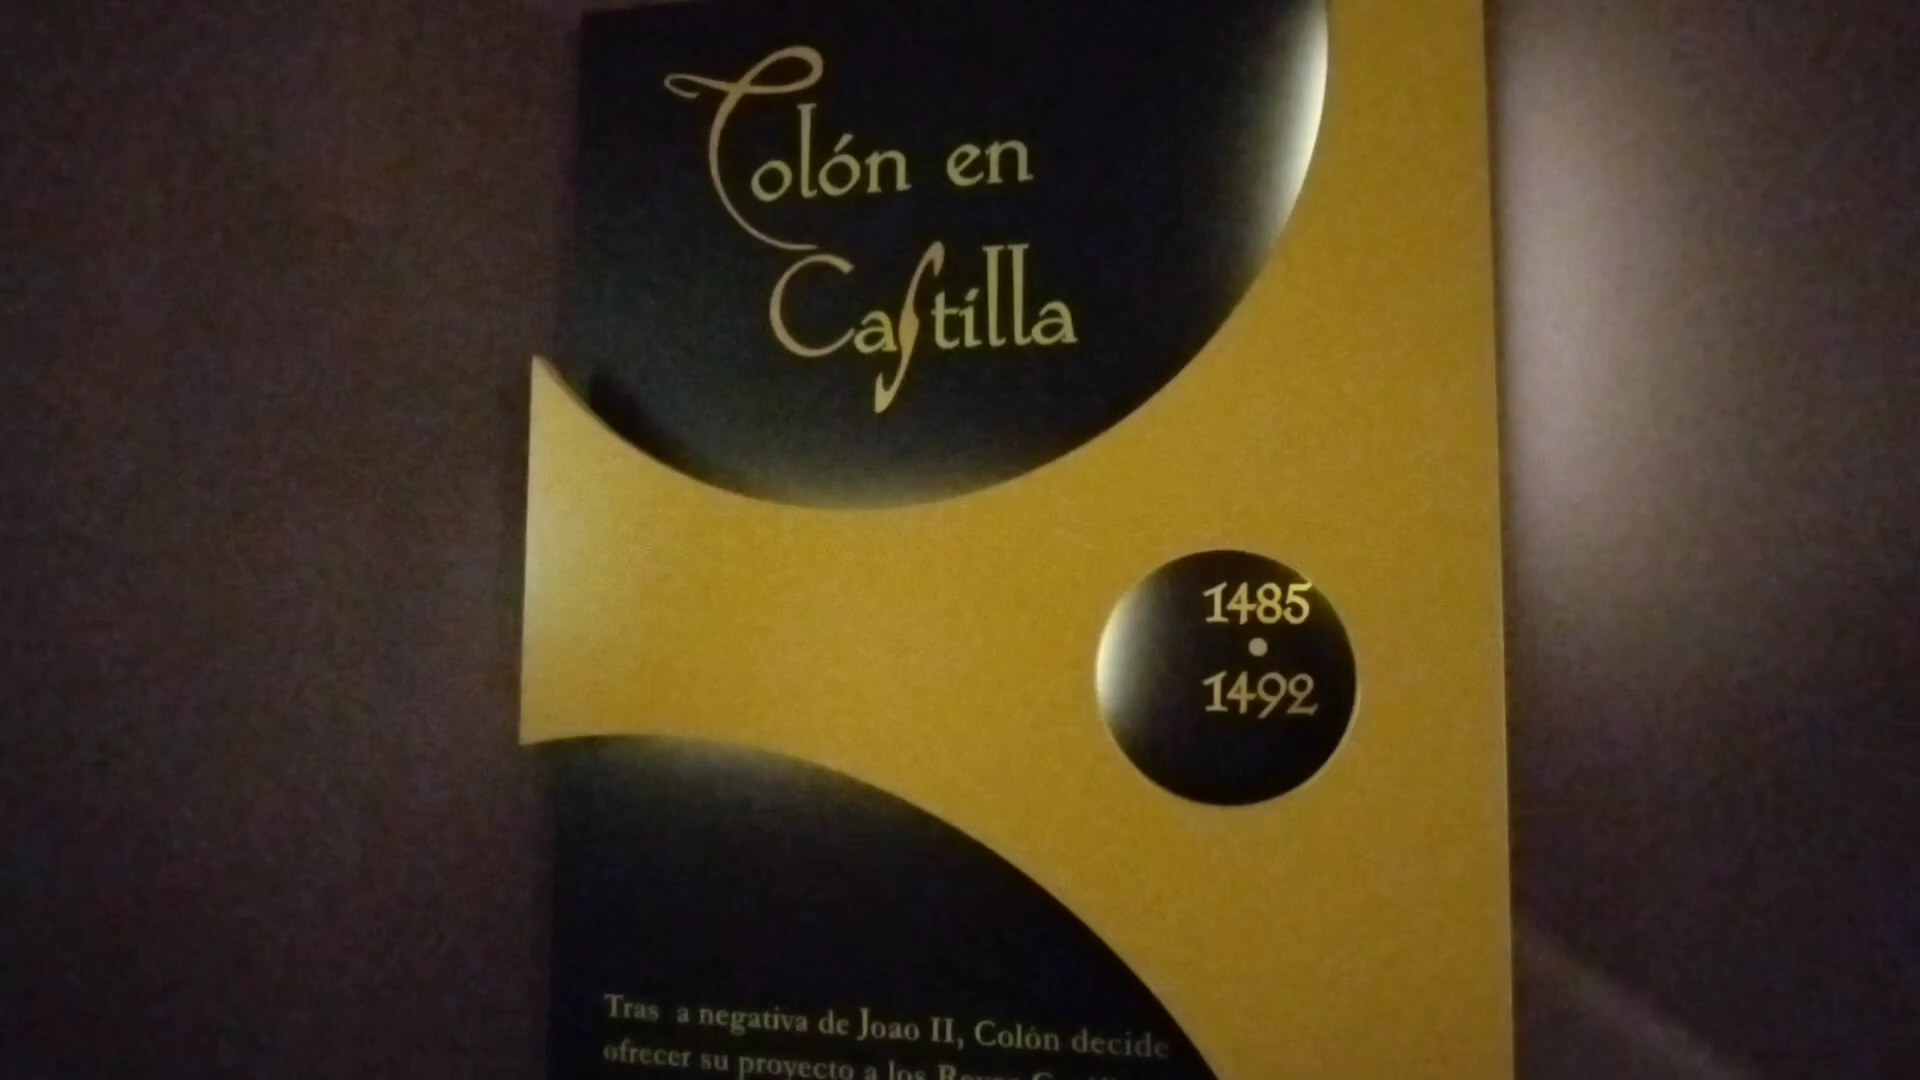 Colón en
Castilla
1485
•
1492
Tras a negativa de Joao II, Colón decide
ofrecer su proyecto a los